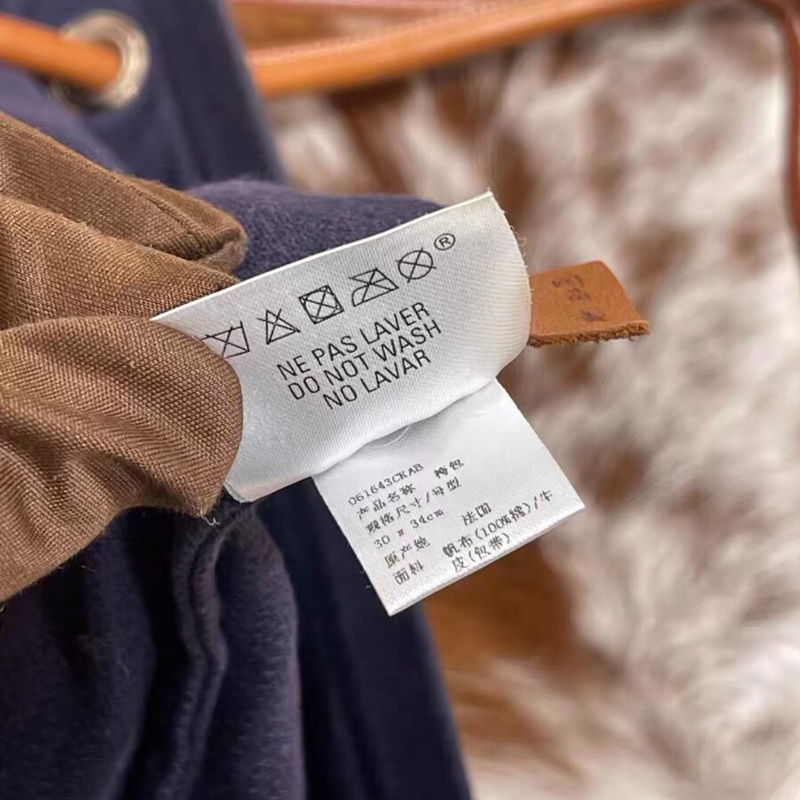 ®
NE PAS LAVER
DO NOT WASH
NO LAVAR
061643CKAB
产品名称 挎包
规格尺寸/号型
30 x 34cm
原产地 法国
面料 帆布(100%棉)/牛
皮(包带)